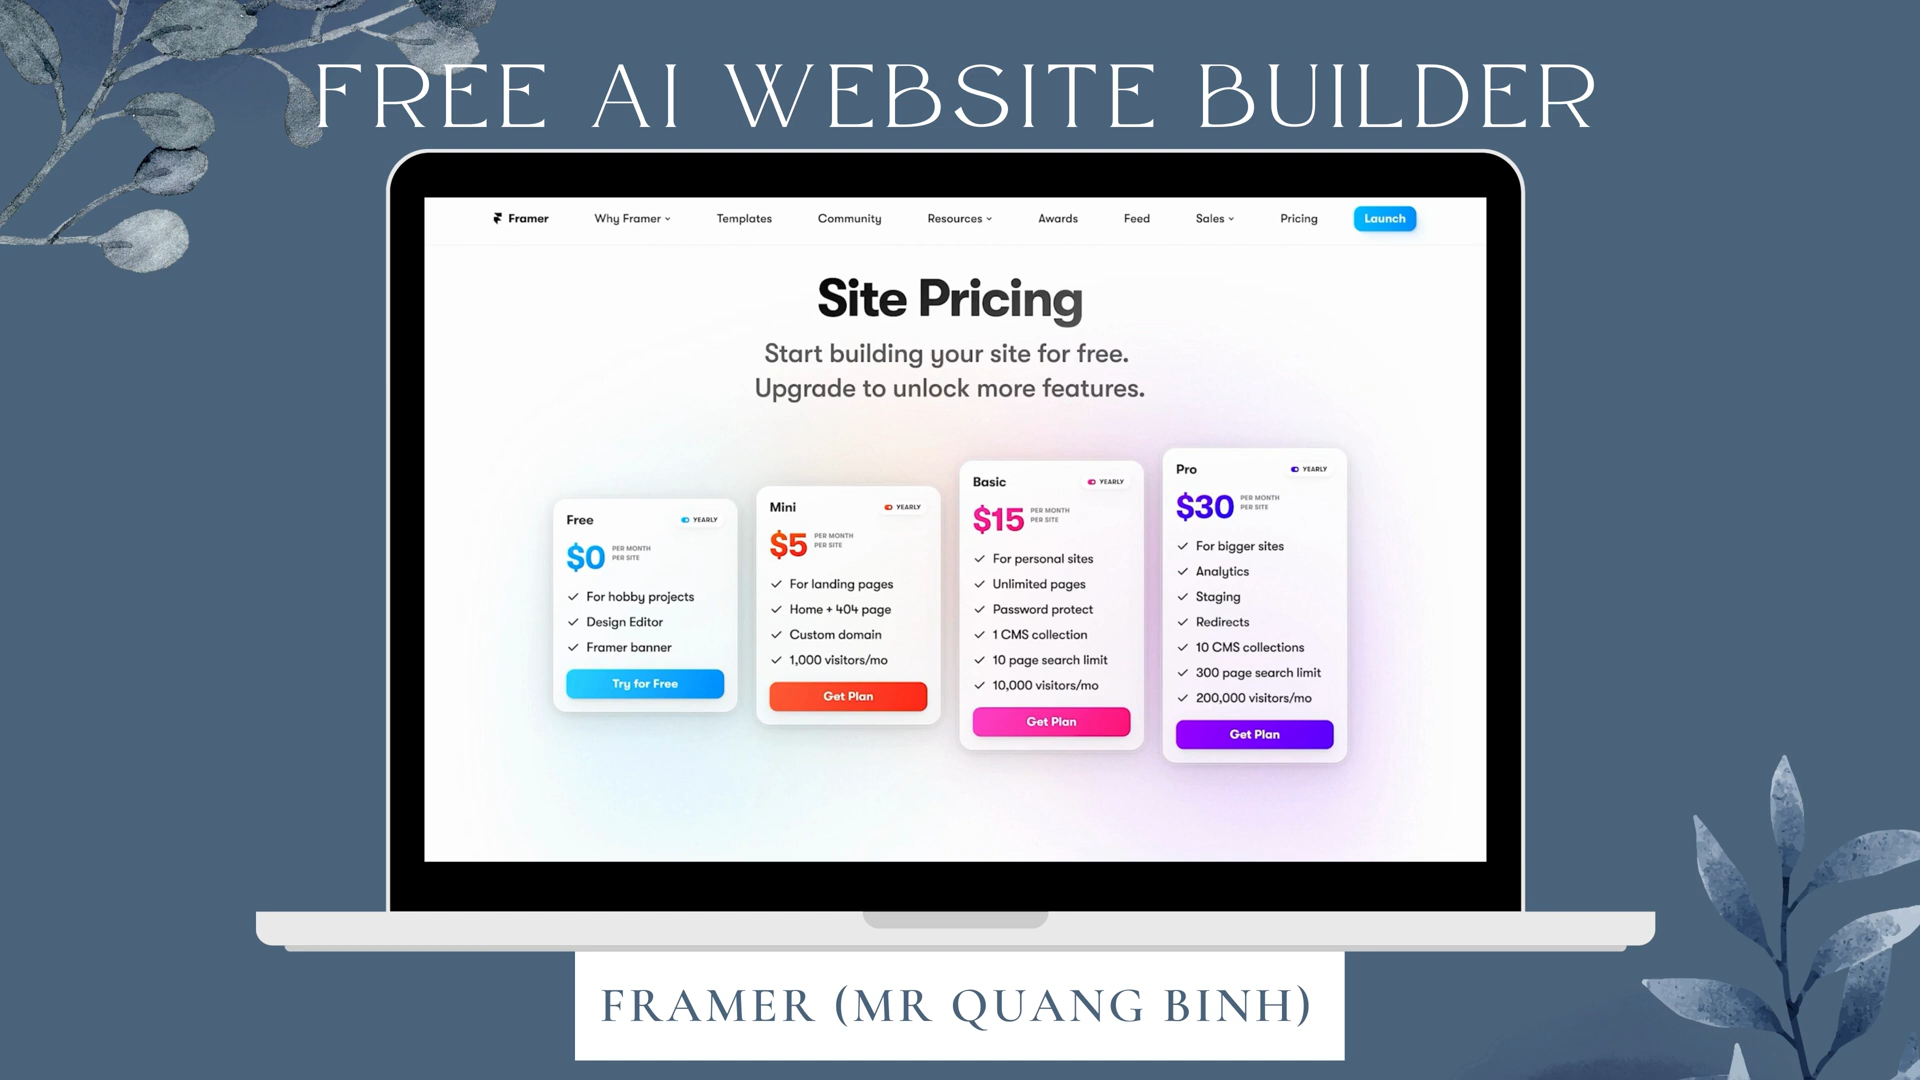 FREE AI WEBSITE BUILDER
Framer
Why Framer
Templates
Community
Resources
Awards
Feed
Sales
Pricing
Launch
Site Pricing
Start building your site for free.
Upgrade to unlock more features.
Free
YEARLY
$0
PER MONTH
PER SITE
For hobby projects
Design Editor
Framer banner
Try for Free
Mini
YEARLY
$5
PER MONTH
PER SITE
For landing pages
Home + 404 page
Custom domain
1,000 visitors/mo
Get Plan
Basic
YEARLY
$15
PER MONTH
PER SITE
For personal sites
Unlimited pages
Password protect
1 CMS collection
10 page search limit
10,000 visitors/mo
Get Plan
Pro
YEARLY
$30
PER MONTH
PER SITE
For bigger sites
Analytics
Staging
Redirects
10 CMS collections
300 page search limit
200,000 visitors/mo
Get Plan
FRAMER (MR QUANG BINH)